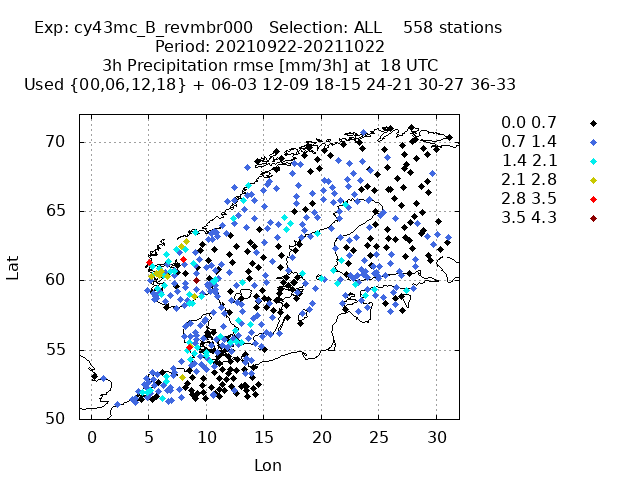 Exp: cy43mc_B_revmbr000   Selection: ALL    558 stations
Period: 20210922-20211022
3h Precipitation rmse [mm/3h] at  18 UTC
Used {00,06,12,18} + 06-03 12-09 18-15 24-21 30-27 36-33
0.0 0.7
0.7 1.4
1.4 2.1
2.1 2.8
2.8 3.5
3.5 4.3
70
65
60
55
50
Lat
0 5 10 15 20 25 30
Lon